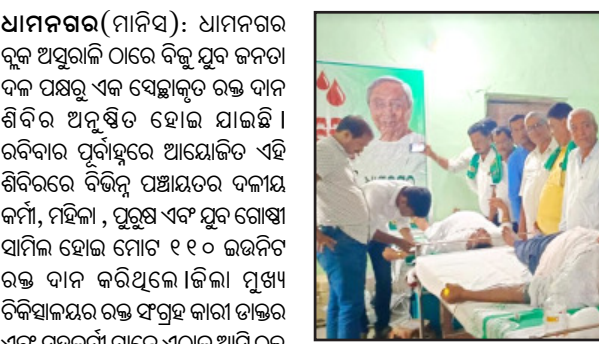 ଧାମନଗର(ମାନିସ): ଧାମନଗର
ବ୍ଲକ ଅସୁରାଳି ଠାରେ ବିଜୁ ଯୁବ ଜନତା
ଦଳ ପକ୍ଷରୁ ଏକ ସ୍ୱେଚ୍ଛାକୃତ ରକ୍ତ ଦାନ
ଶିବିର ଅନୁଷ୍ଠିତ ହୋଇ ଯାଇଛି।
ରବିବାର ପୂର୍ବାହ୍ନରେ ଆୟୋଜିତ ଏହି
ଶିବିରରେ ବିଭିନ୍ନ ପଞ୍ଚାୟତର ଦଳୀୟ
କର୍ମୀ, ମହିଳା , ପୁରୁଷ ଏବଂ ଯୁବ ଗୋଷ୍ଠୀ
ସାମିଲ ହୋଇ ମୋଟ ୧୧୦ ଇଉନିଟ
ରକ୍ତ ଦାନ କରିଥିଲେ।ଜିଲା ମୁଖ୍ୟ
ଚିକିତ୍ସାଳୟର ରକ୍ତ ସଂଗ୍ରହ କାରୀ ଡାକ୍ତର